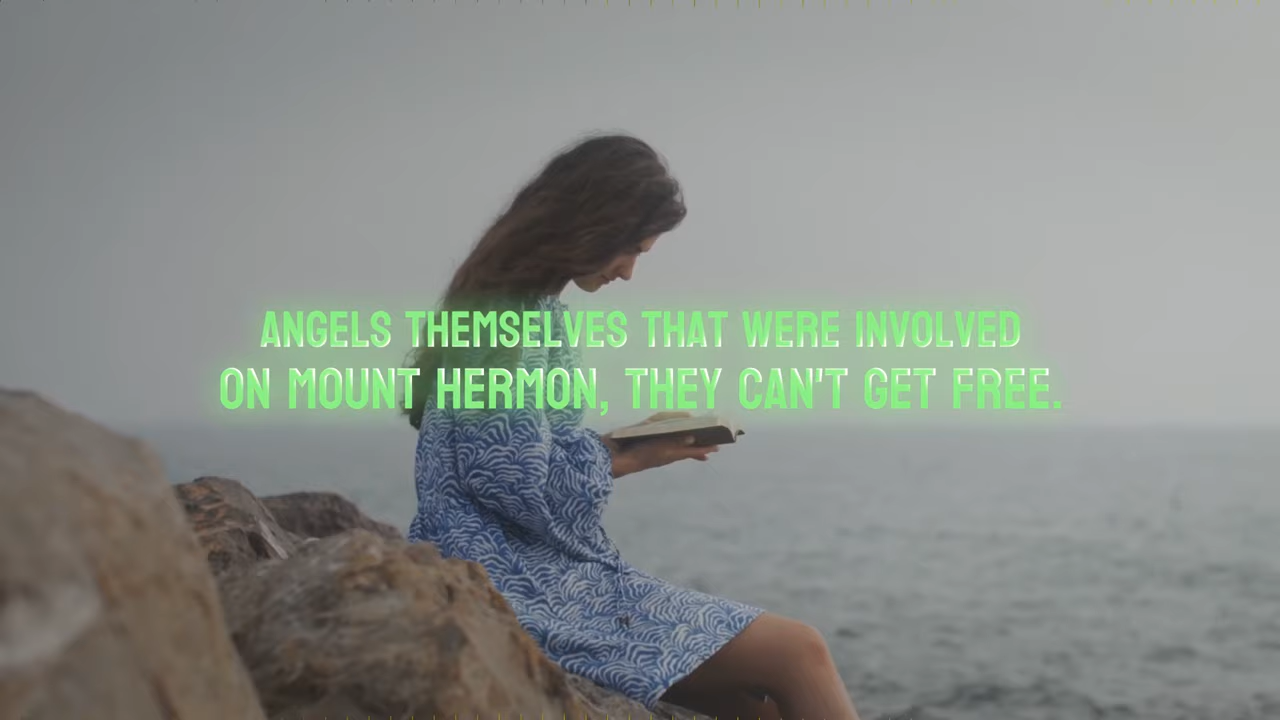 ANGELS THEMSELVES THAT WERE INVOLVED
ON MOUNT HERMON, THEY CAN'T GET FREE.